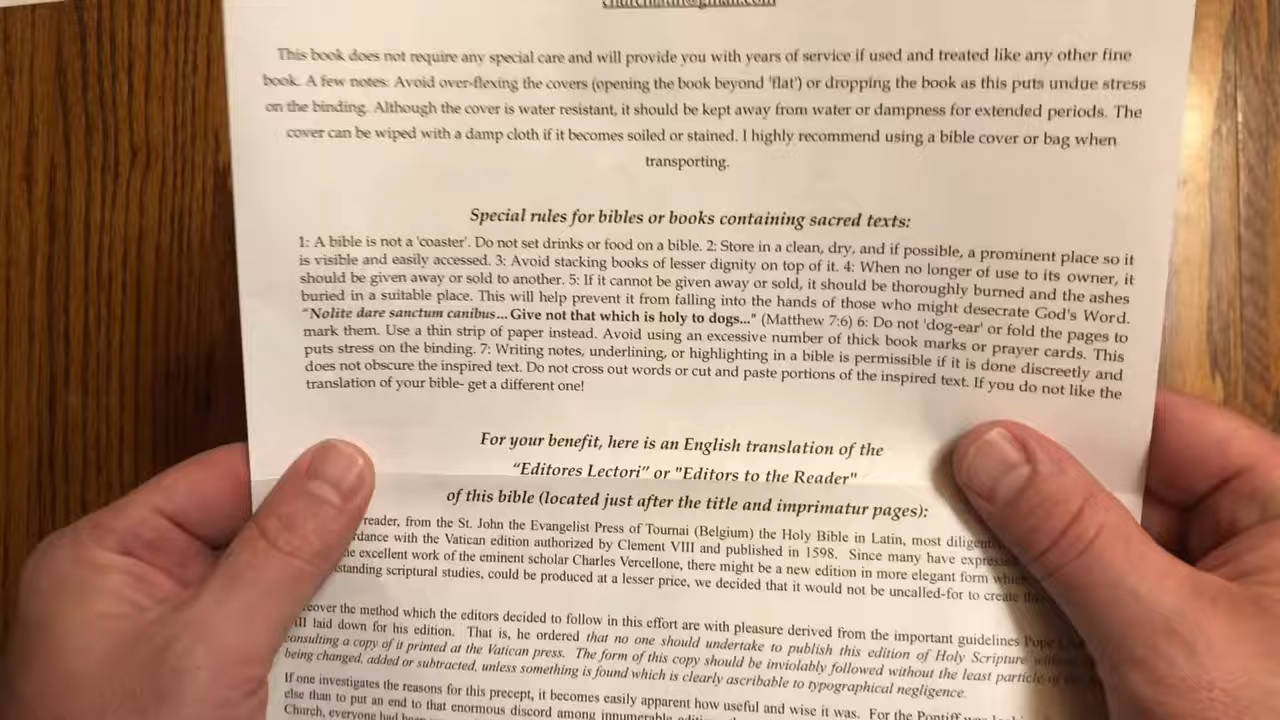 This book does not require any special care and will provide you with years of service if used and treated like any other fine
book. A few notes: Avoid over-flexing the covers (opening the book beyond 'flat') or dropping the book as this puts undue stress
on the binding. Although the cover is water resistant, it should be kept away from water or dampness for extended periods. The
cover can be wiped with a damp cloth if it becomes soiled or stained. I highly recommend using a bible cover or bag when
transporting.
Special rules for bibles or books containing sacred texts:
1: A bible is not a 'coaster'. Do not set drinks or food on a bible. 2: Store in a clean, dry, and if possible, a prominent place so it
is visible and easily accessed. 3: Avoid stacking books of lesser dignity on top of it. 4: When no longer of use to its owner, it
should be given away or sold to another. 5: If it cannot be given away or sold, it should be thoroughly burned and the ashes
buried in a suitable place. This will help prevent it from falling into the hands of those who might desecrate God's Word.
"Nolite dare sanctum canibus... Give not that which is holy to dogs..." (Matthew 7:6) 6: Do not 'dog-ear' or fold the pages to
mark them. Use a thin strip of paper instead. Avoid using an excessive number of thick book marks or prayer cards. This
puts stress on the binding. 7: Writing notes, underlining, or highlighting in a bible is permissible if it is done discreetly and
does not obscure the inspired text. Do not cross out words or cut and paste portions of the inspired text. If you do not like the
translation of your bible- get a different one!
For your benefit, here is an English translation of the
"Editores Lectori" or "Editors to the Reader"
of this bible (located just after the title and imprimatur pages):
reader, from the St. John the Evangelist Press of Tournai (Belgium) the Holy Bible in Latin, most
with the Vatican edition authorized by Clement VIII and published in 1598. Since many have
excellent work of the eminent scholar Charles Vercellone, there might be a new edition in more elegant form
scriptural studies, could be produced at a lesser price, we decided that it would not be uncalled-for to create
the method which the editors decided to follow in this effort are with pleasure derived from the important guidelines Pope
laid down for his edition. That is, he ordered that no one should undertake to publish this edition of Holy Scripture
consulting a copy of it printed at the Vatican press. The form of this copy should be inviolably followed without the least particle of
being changed, added or subtracted, unless something is found which is clearly ascribable to typographical negligence.
If one investigates the reasons for this precept, it becomes easily apparent how useful and wise it was. For the Pontiff
else than to put an end to that enormous discord among
Church, everyone had